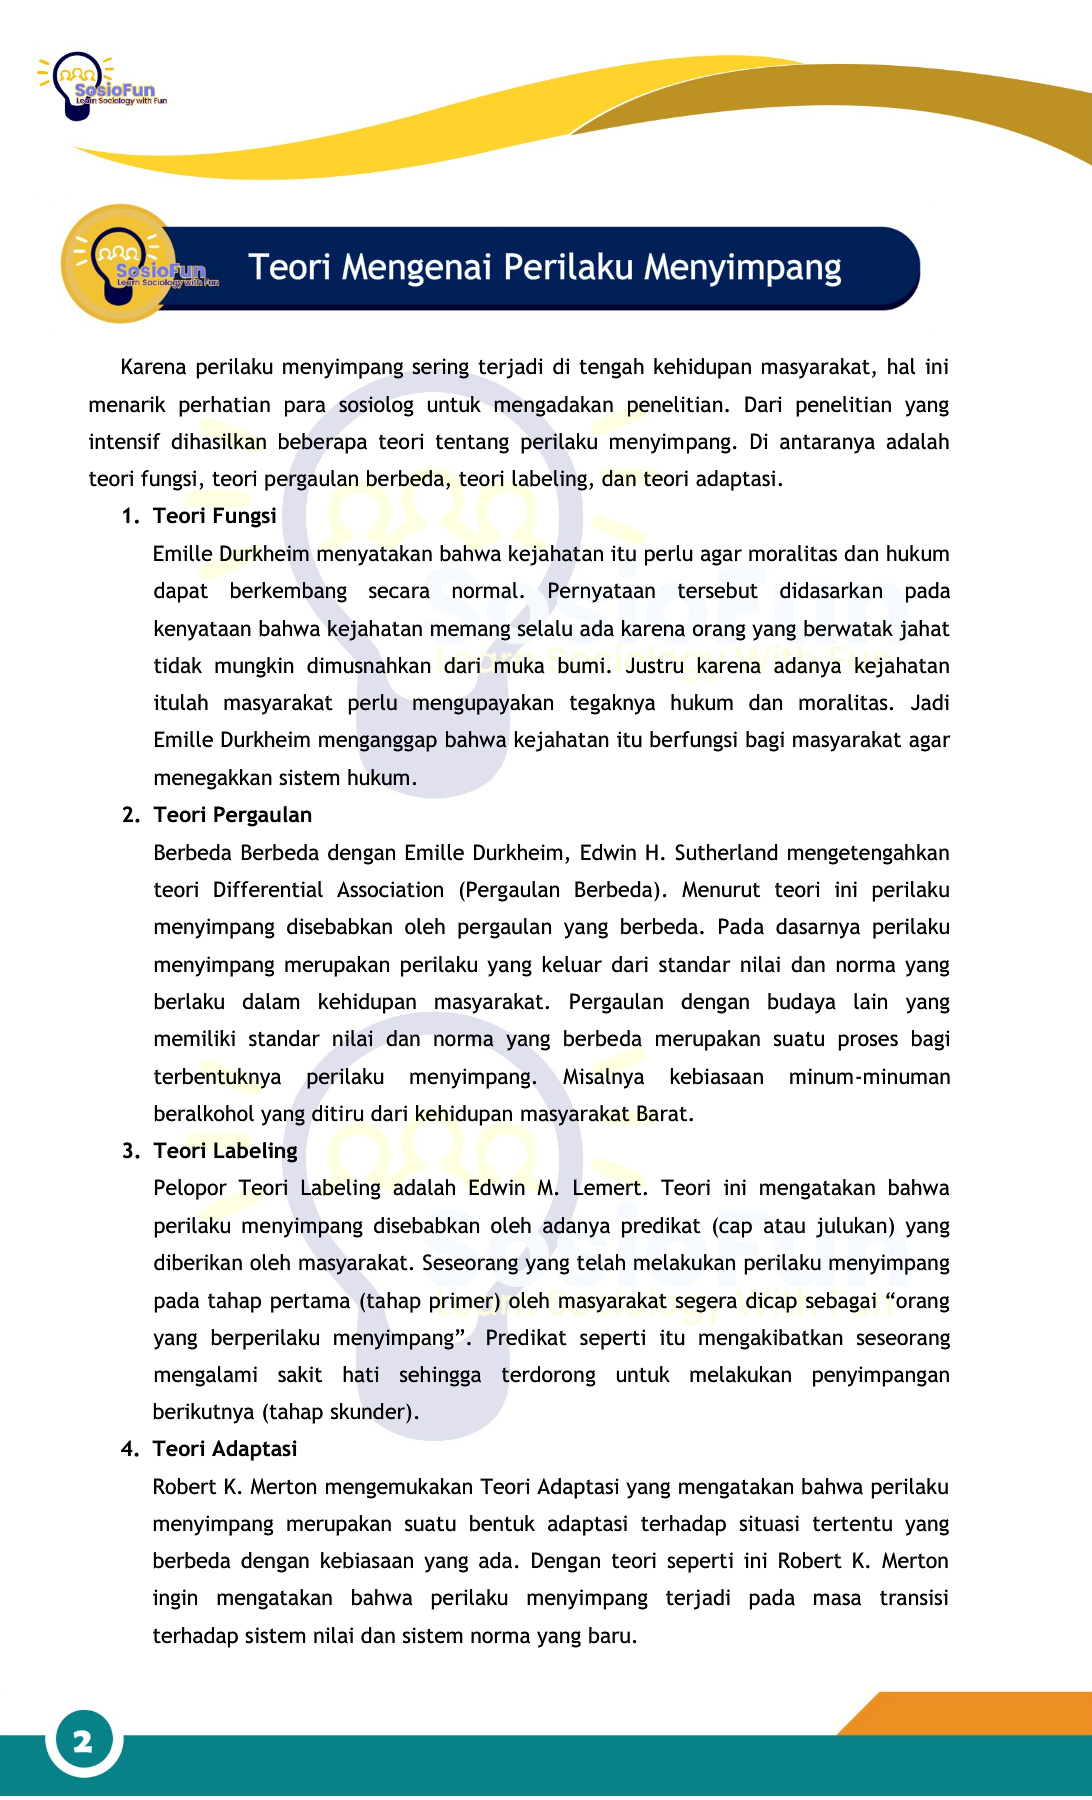 SosioFun
Learn Sociology with Fun
SosioFun
Learn Sociology with Fun
Teori Mengenai Perilaku Menyimpang
Karena perilaku menyimpang sering terjadi di tengah kehidupan masyarakat, hal ini
menarik perhatian para sosiolog untuk mengadakan penelitian. Dari penelitian yang
intensif dihasilkan beberapa teori tentang perilaku menyimpang. Di antaranya adalah
teori fungsi, teori pergaulan berbeda, teori labeling, dan teori adaptasi.
1. Teori Fungsi
Emille Durkheim menyatakan bahwa kejahatan itu perlu agar moralitas dan hukum
dapat berkembang secara normal. Pernyataan tersebut didasarkan pada
kenyataan bahwa kejahatan memang selalu ada karena orang yang berwatak jahat
tidak mungkin dimusnahkan dari muka bumi. Justru karena adanya kejahatan
itulah masyarakat perlu mengupayakan tegaknya hukum dan moralitas. Jadi
Emille Durkheim menganggap bahwa kejahatan itu berfungsi bagi masyarakat agar
menegakkan sistem hukum.
2. Teori Pergaulan
Berbeda Berbeda dengan Emille Durkheim, Edwin H. Sutherland mengetengahkan
teori Differential Association (Pergaulan Berbeda). Menurut teori ini perilaku
menyimpang disebabkan oleh pergaulan yang berbeda. Pada dasarnya perilaku
menyimpang merupakan perilaku yang keluar dari standar nilai dan norma yang
berlaku dalam kehidupan masyarakat. Pergaulan dengan budaya lain yang
memiliki standar nilai dan norma yang berbeda merupakan suatu proses bagi
terbentuknya perilaku menyimpang. Misalnya kebiasaan minum-minuman
beralkohol yang ditiru dari kehidupan masyarakat Barat.
3. Teori Labeling
Pelopor Teori Labeling adalah Edwin M. Lemert. Teori ini mengatakan bahwa
perilaku menyimpang disebabkan oleh adanya predikat (cap atau julukan) yang
diberikan oleh masyarakat. Seseorang yang telah melakukan perilaku menyimpang
pada tahap pertama (tahap primer) oleh masyarakat segera dicap sebagai “orang
yang berperilaku menyimpang”. Predikat seperti itu mengakibatkan seseorang
mengalami sakit hati sehingga terdorong untuk melakukan penyimpangan
berikutnya (tahap skunder).
4. Teori Adaptasi
Robert K. Merton mengemukakan Teori Adaptasi yang mengatakan bahwa perilaku
menyimpang merupakan suatu bentuk adaptasi terhadap situasi tertentu yang
berbeda dengan kebiasaan yang ada. Dengan teori seperti ini Robert K. Merton
ingin mengatakan bahwa perilaku menyimpang terjadi pada masa transisi
terhadap sistem nilai dan sistem norma yang baru.
2